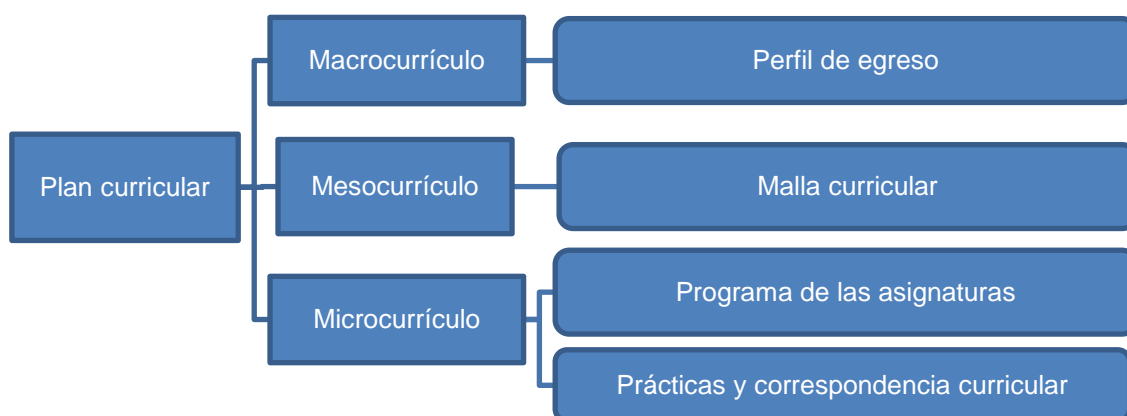 Macrocurrículo
Perfil de egreso
Plan curricular
Mesocurrículo
Malla curricular
Microcurrículo
Programa de las asignaturas
Prácticas y correspondencia curricular